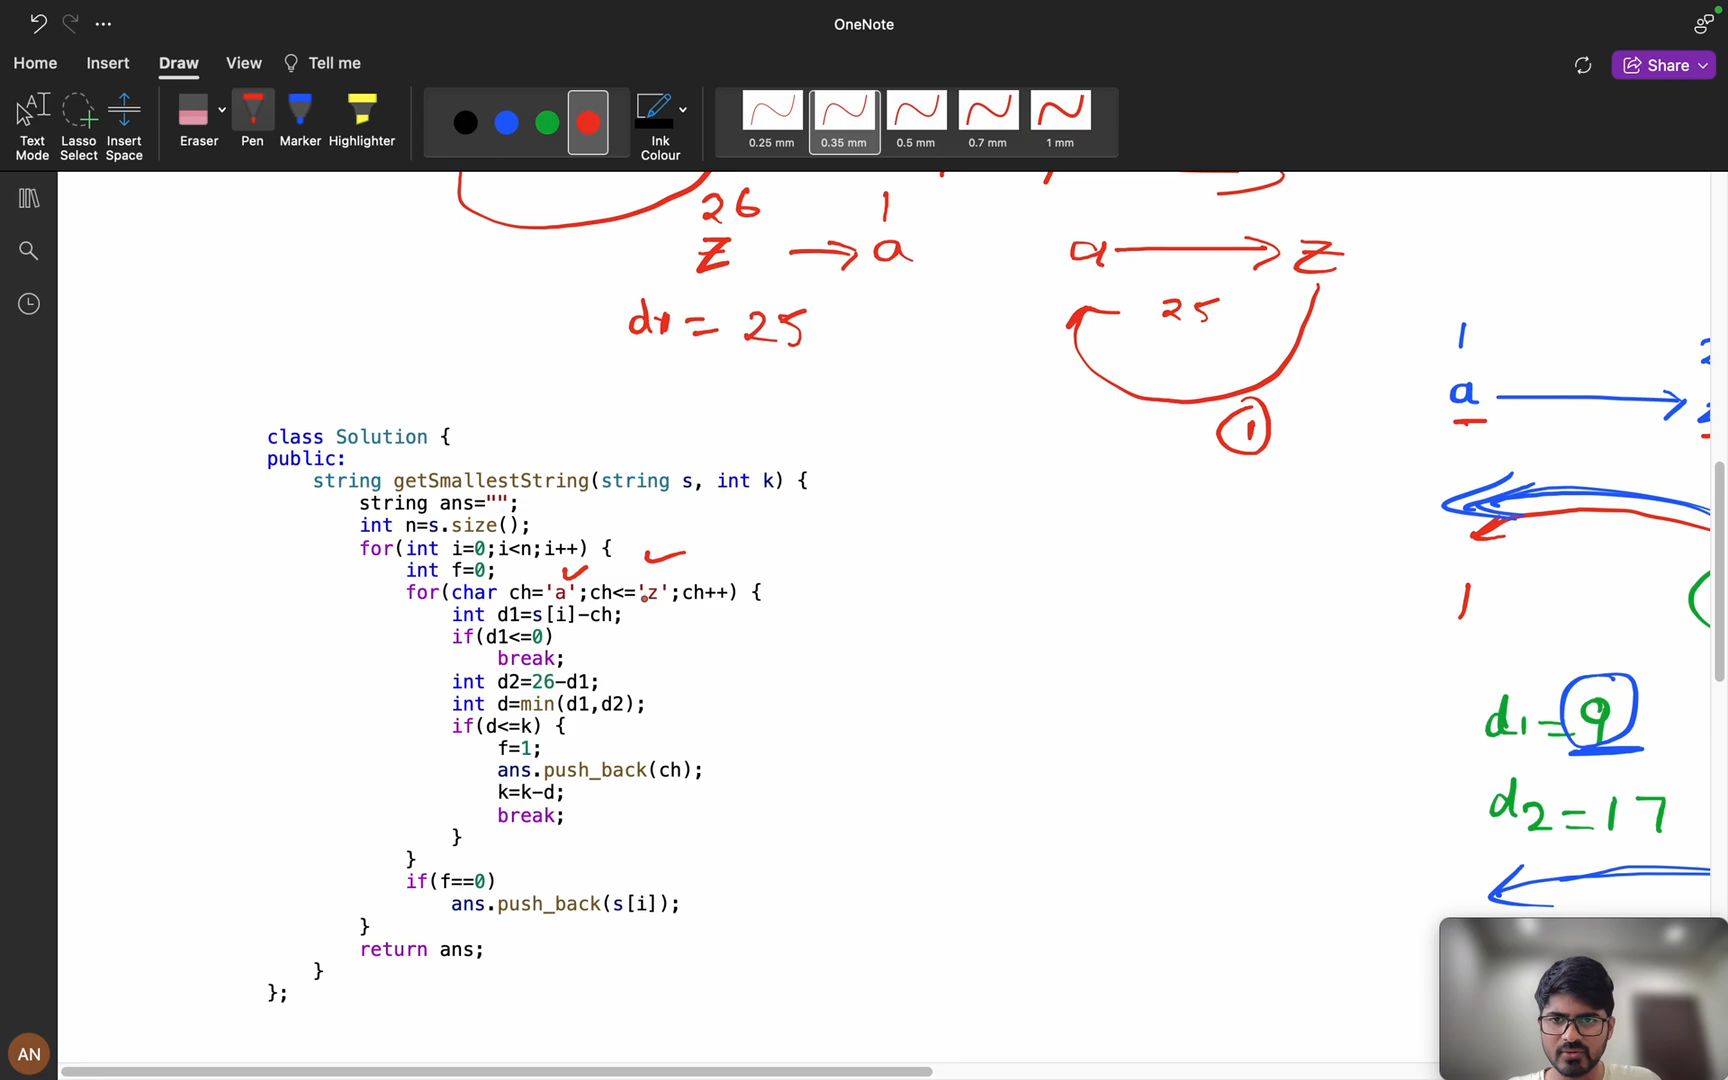 OneNote
Home Insert Draw View Tell me
Share
Text Mode
Lasso Select
Insert Space
Eraser
Pen
Marker
Highlighter
Ink Colour
0.25 mm
0.35 mm
0.5 mm
0.7 mm
1 mm
26 1
z → a a → z
d1 = 25
25
1
1
a
1
class Solution {
public:
string getSmallestString(string s, int k) {
string ans="";
int n=s.size();
for(int i=0;i<n;i++) {
int f=0;
for(char ch='a';ch<='z';ch++) {
int d1=s[i]-ch;
if(d1<=0)
break;
int d2=26-d1;
int d=min(d1,d2);
if(d<=k) {
f=1;
ans.push_back(ch);
k=k-d;
break;
}
}
if(f==0)
ans.push_back(s[i]);
}
return ans;
}
};
d1 = 9
d2 = 17
AN